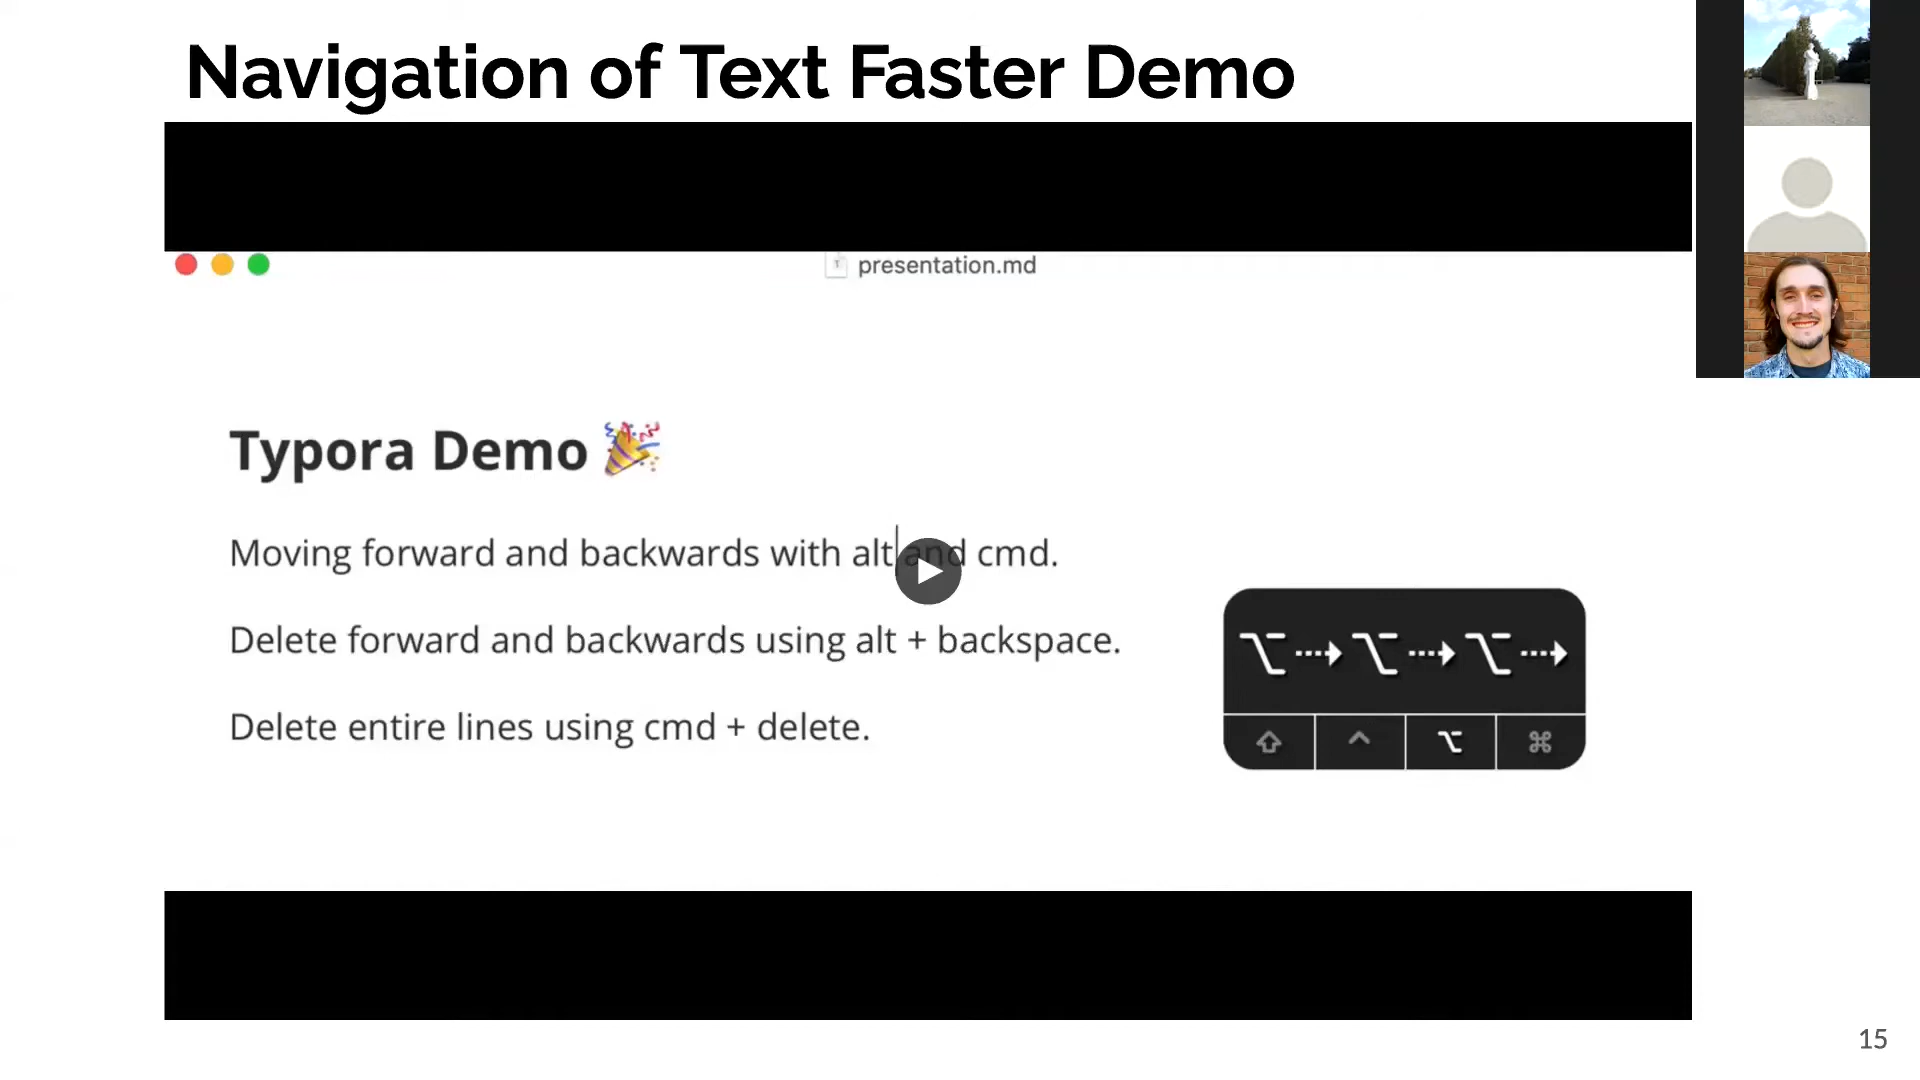 Navigation of Text Faster Demo
presentation.md
Typora Demo 🎉
Moving forward and backwards with alt and cmd.
Delete forward and backwards using alt + backspace.
⌥⇢⌥⇢⌥⇢
Delete entire lines using cmd + delete.
⇧ ⌃ ⌥ ⌘
15